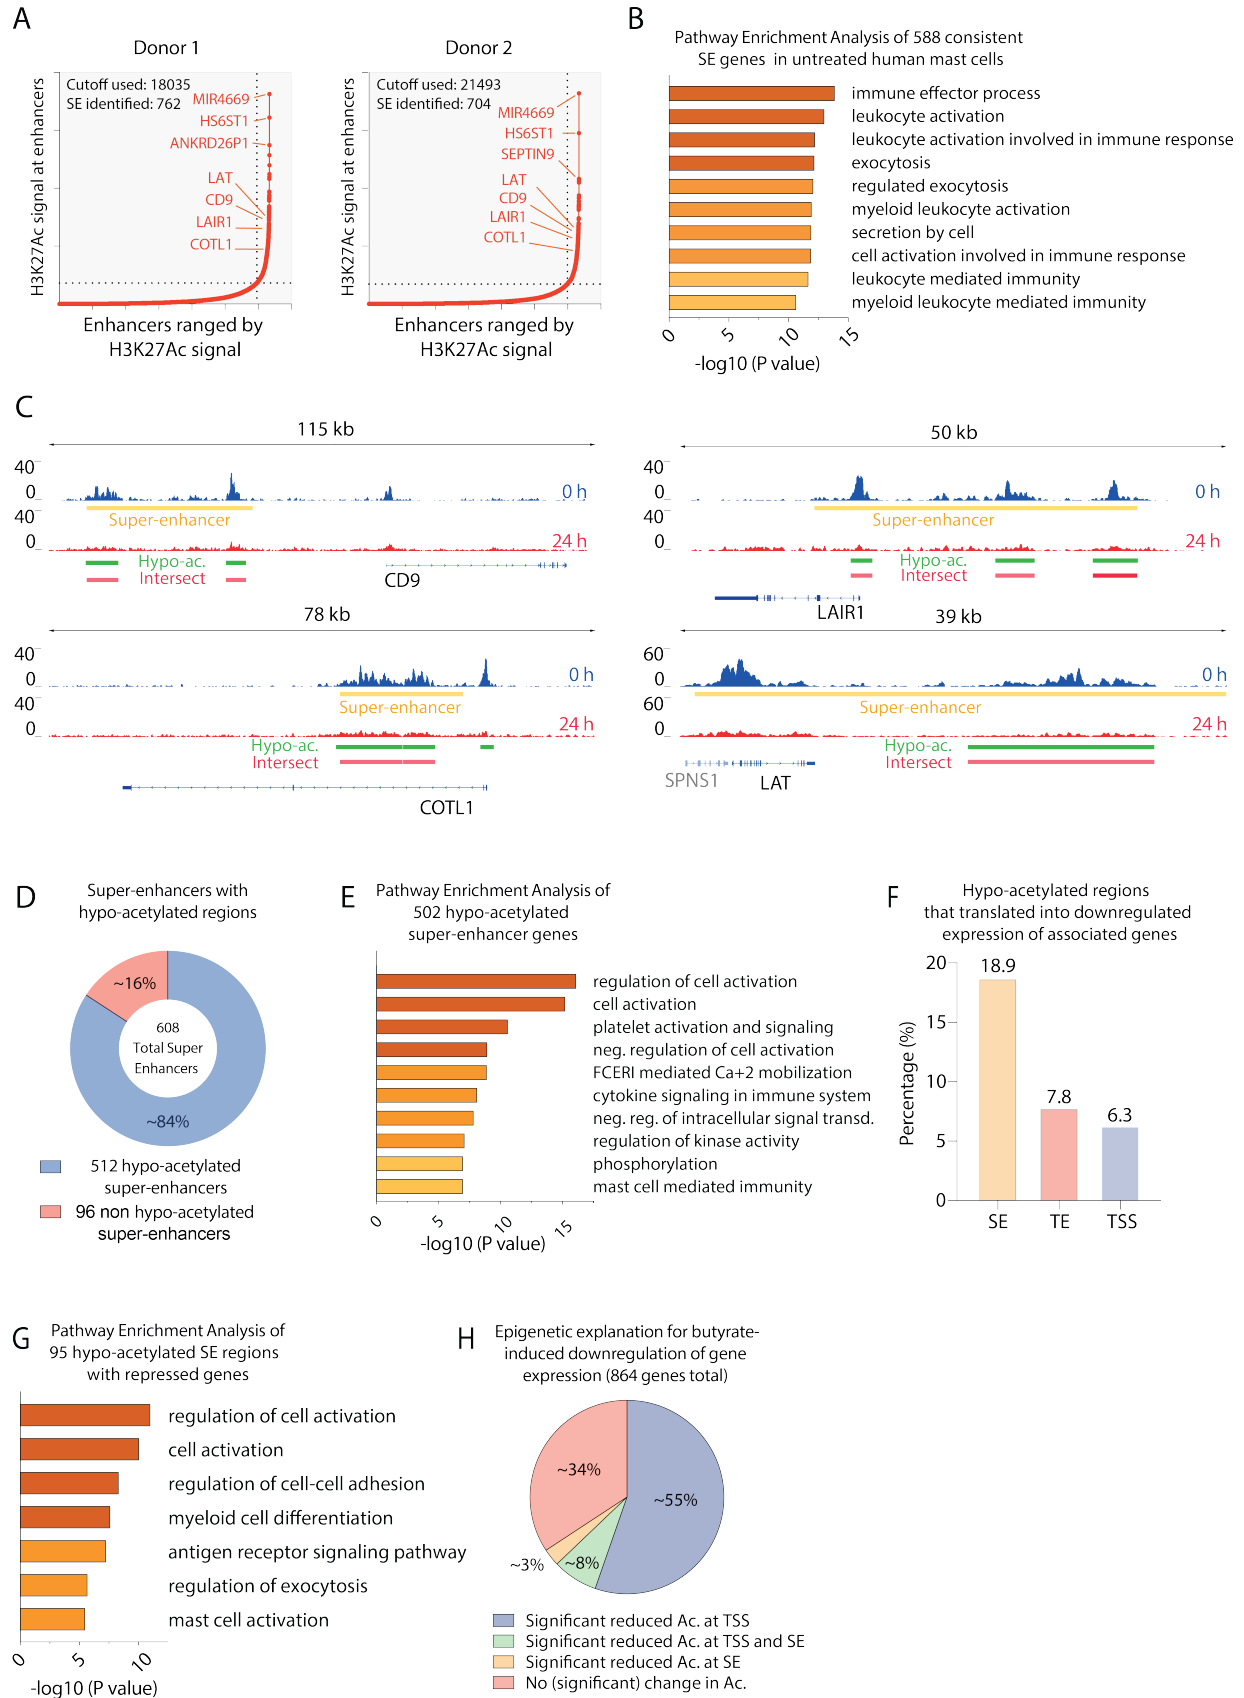 A
Donor 1
Donor 2
H3K27Ac signal at enhancers
Cutoff used: 18035
SE identified: 762
MIR4669
HS6ST1
ANKRD26P1
LAT
CD9
LAIR1
COTL1
Enhancers ranged by
H3K27Ac signal
H3K27Ac signal at enhancers
Cutoff used: 21493
SE identified: 704
MIR4669
HS6ST1
SEPTIN9
LAT
CD9
LAIR1
COTL1
Enhancers ranged by
H3K27Ac signal
B
Pathway Enrichment Analysis of 588 consistent
SE genes in untreated human mast cells
immune effector process
leukocyte activation
leukocyte activation involved in immune response
exocytosis
regulated exocytosis
myeloid leukocyte activation
secretion by cell
cell activation involved in immune response
leukocyte mediated immunity
myeloid leukocyte mediated immunity
0 5 10 15
-log10 (P value)
C
115 kb
40
0
0 h
Super-enhancer
40
0
24 h
Hypo-ac.
Intersect
CD9
50 kb
40
0
0 h
Super-enhancer
40
0
24 h
Hypo-ac.
Intersect
LAIR1
78 kb
40
0
0 h
Super-enhancer
40
0
24 h
Hypo-ac.
Intersect
COTL1
39 kb
60
0
0 h
Super-enhancer
60
0
24 h
Hypo-ac.
Intersect
SPNS1
LAT
D
Super-enhancers with
hypo-acetylated regions
~16%
608
Total Super
Enhancers
~84%
512 hypo-acetylated
super-enhancers
96 non hypo-acetylated
super-enhancers
E
Pathway Enrichment Analysis of
502 hypo-acetylated
super-enhancer genes
regulation of cell activation
cell activation
platelet activation and signaling
neg. regulation of cell activation
FCERI mediated Ca+2 mobilization
cytokine signaling in immune system
neg. reg. of intracellular signal transd.
regulation of kinase activity
phosphorylation
mast cell mediated immunity
0 5 10 15
-log10 (P value)
F
Hypo-acetylated regions
that translated into downregulated
expression of associated genes
Percentage (%)
20
15
10
5
0
18.9
7.8
6.3
SE TE TSS
G
Pathway Enrichment Analysis of
95 hypo-acetylated SE regions
with repressed genes
regulation of cell activation
cell activation
regulation of cell-cell adhesion
myeloid cell differentiation
antigen receptor signaling pathway
regulation of exocytosis
mast cell activation
0 5 10
-log10 (P value)
H
Epigenetic explanation for butyrate-
induced downregulation of gene
expression (864 genes total)
~34%
~55%
~3%
~8%
Significant reduced Ac. at TSS
Significant reduced Ac. at TSS and SE
Significant reduced Ac. at SE
No (significant) change in Ac.